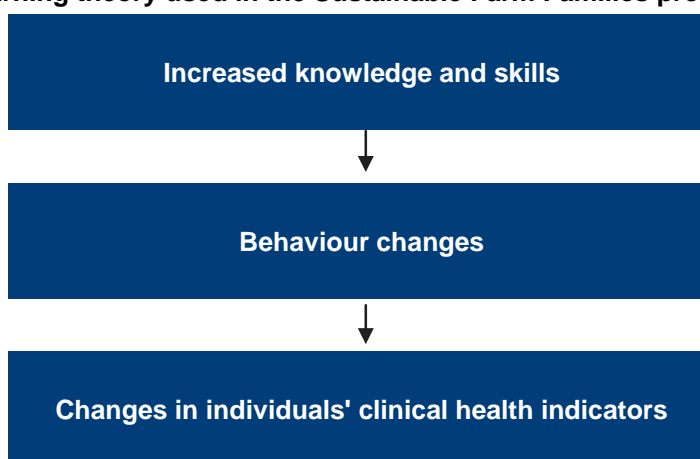 theory used in the Sustainable Farm Families
Increased knowledge and skills
Behaviour changes
Changes in individuals' clinical health indicators